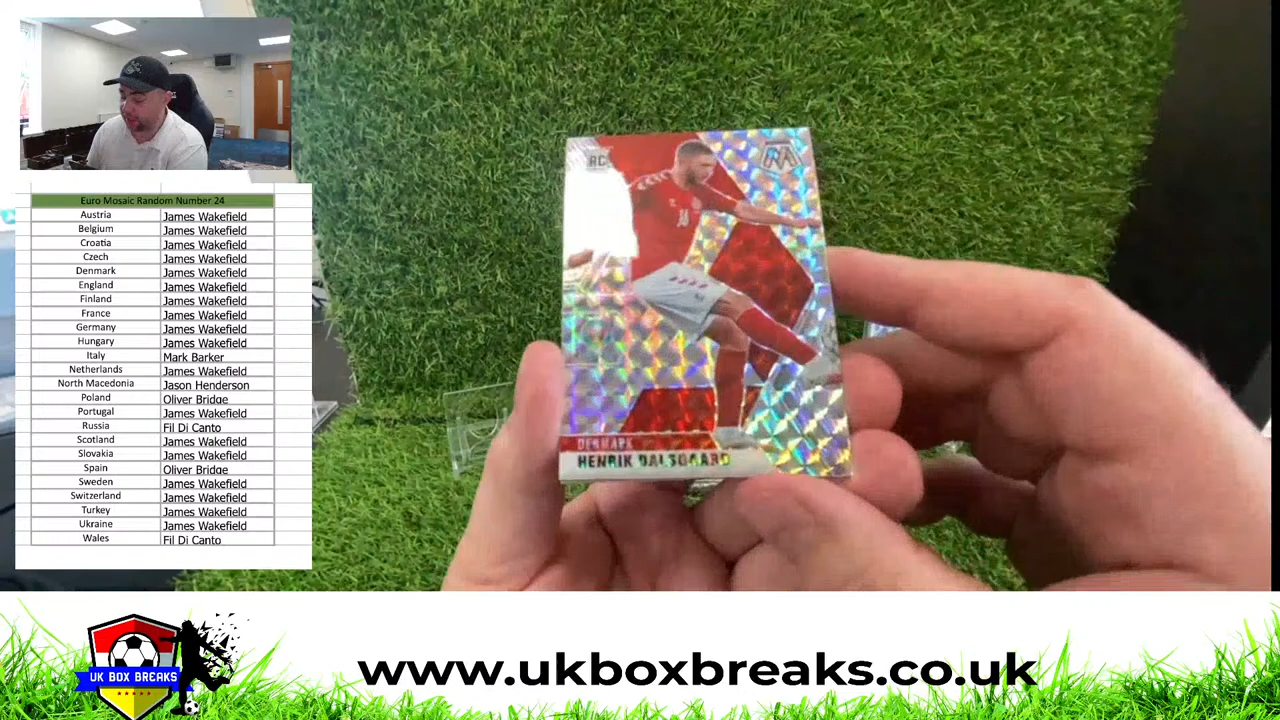 Euro Mosaic Random Number 24
Austria James Wakefield
Belgium James Wakefield
Croatia James Wakefield
Czech James Wakefield
Denmark James Wakefield
England James Wakefield
Finland James Wakefield
France James Wakefield
Germany James Wakefield
Hungary James Wakefield
Italy Mark Barker
Netherlands James Wakefield
North Macedonia Jason Henderson
Poland Oliver Bridge
Portugal James Wakefield
Russia Fil Di Canto
Scotland James Wakefield
Slovakia James Wakefield
Spain Oliver Bridge
Sweden James Wakefield
Switzerland James Wakefield
Turkey James Wakefield
Ukraine James Wakefield
Wales Fil Di Canto
RC
DENMARK
HENRIK DALSGAARD
UK BOX BREAKS
www.ukboxbreaks.co.uk